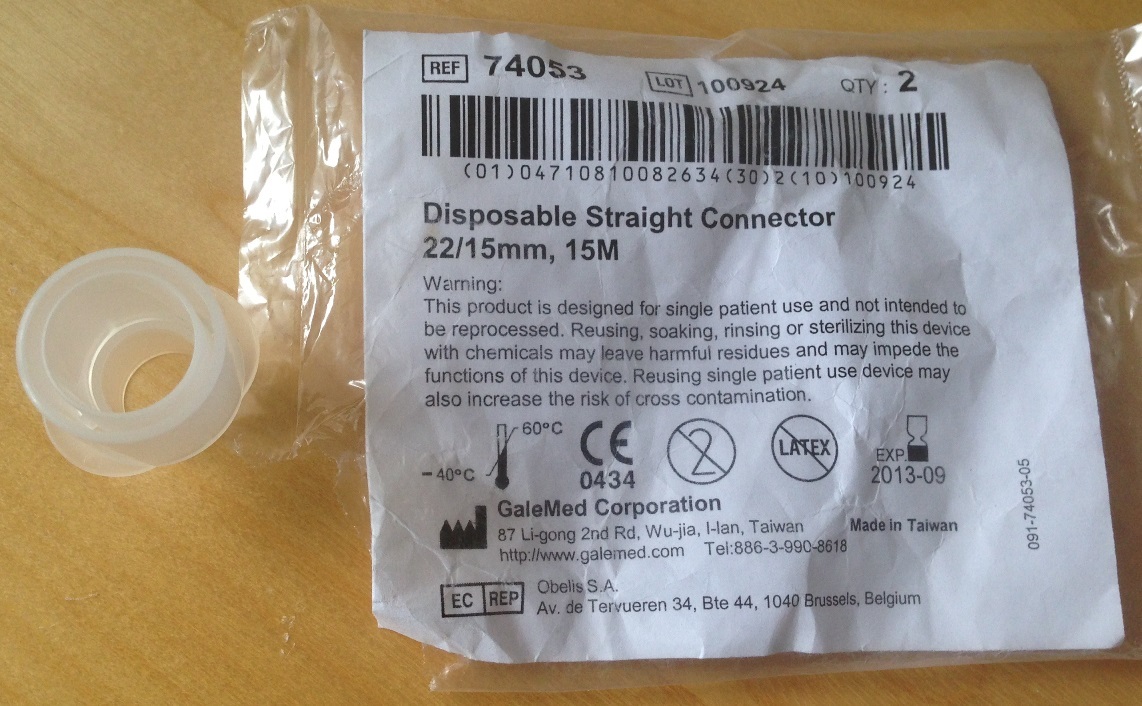 REF 74053 LOT 100924 QTY: 2
(01)04710810082634(30)2(10)100924
Disposable Straight Connector
22/15mm, 15M
Warning:
This product is designed for single patient use and not intended to
be reprocessed. Reusing, soaking, rinsing or sterilizing this device
with chemicals may leave harmful residues and may impede the
functions of this device. Reusing single patient use device may
also increase the risk of cross contamination.
60°C
-40°C
CE
0434
2
LATEX
EXP.
2013-09
GaleMed Corporation
87 Li-gong 2nd Rd, Wu-jia, I-lan, Taiwan Made in Taiwan
http://www.galemed.com Tel:886-3-990-8618
EC REP
Obelis S.A.
Av. de Tervueren 34, Bte 44, 1040 Brussels, Belgium
091-74053-05